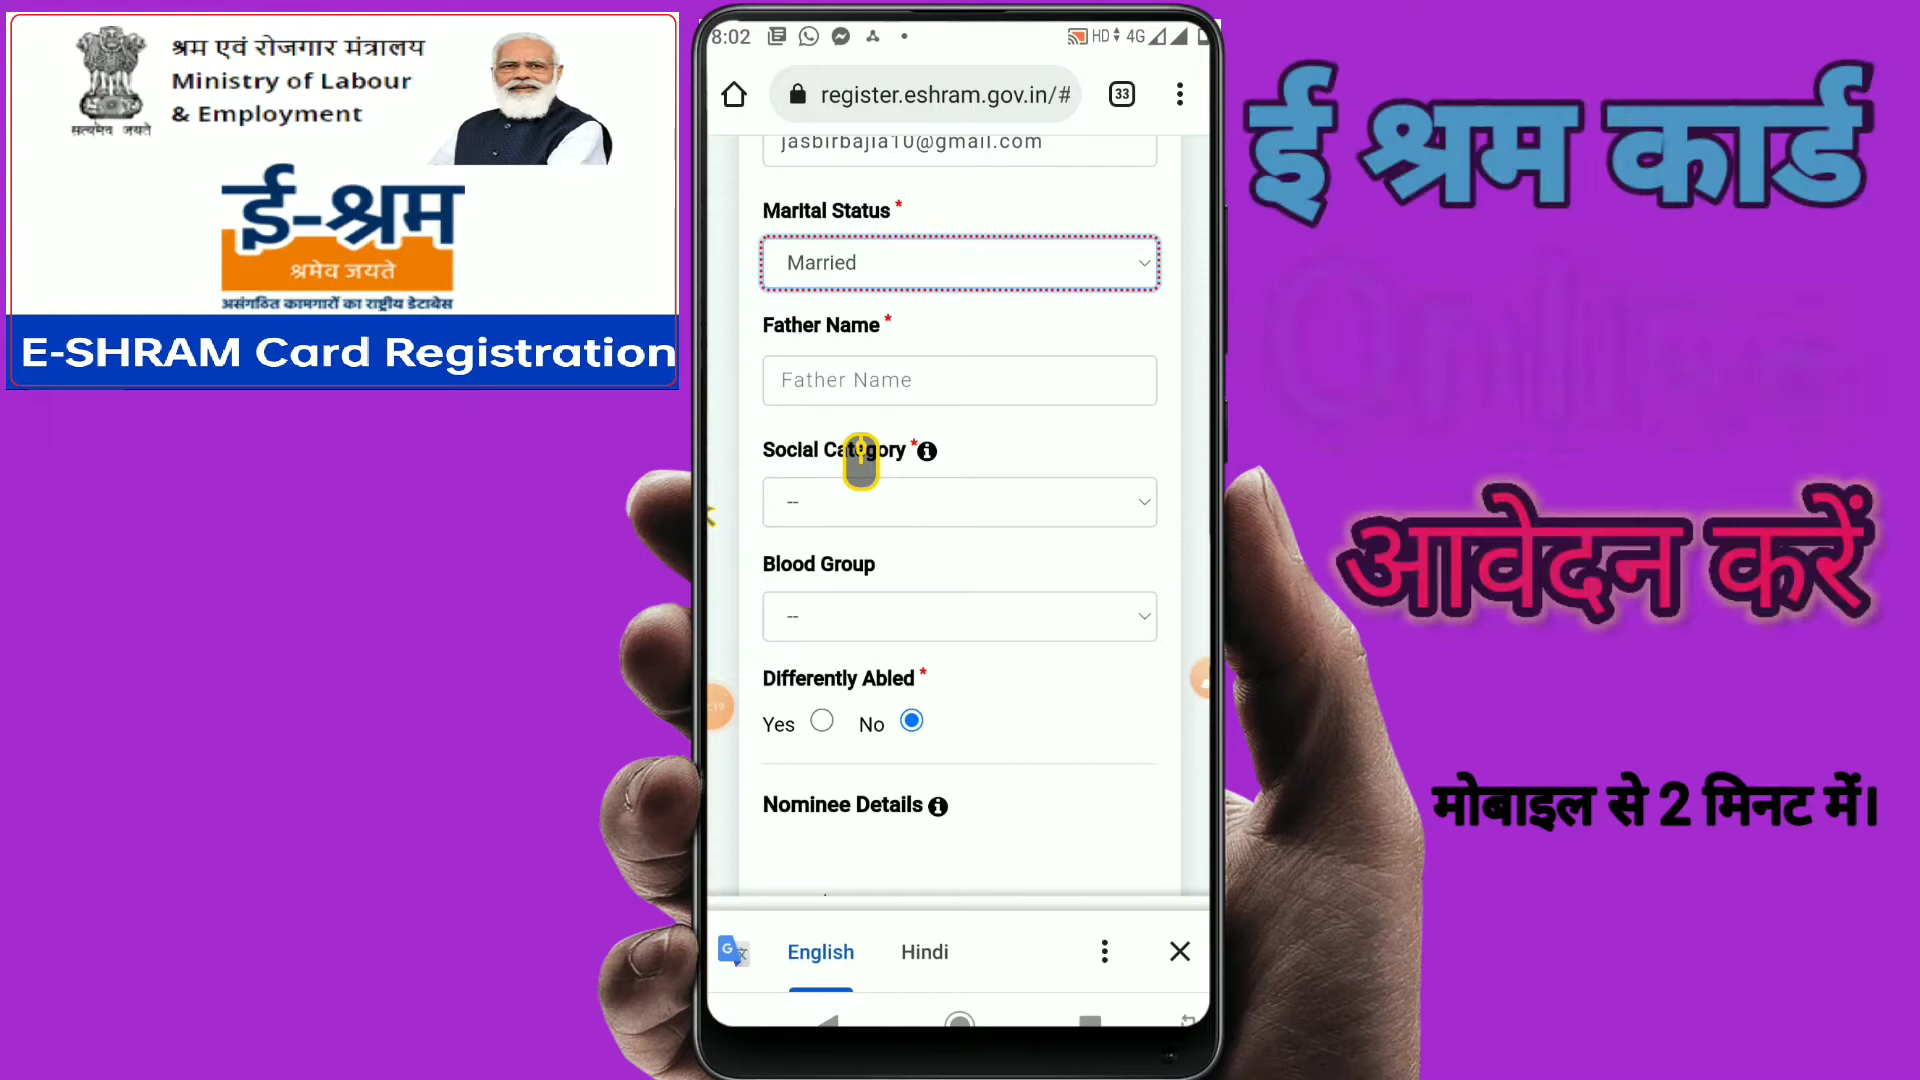 श्रम एवं रोजगार मंत्रालय
Ministry of Labour
& Employment
सत्यमेव जयते
ई-श्रम
श्रमेव जयते
असंगठित कामगारों का राष्ट्रीय डेटाबेस
E-SHRAM Card Registration
8:02
HD 4G
register.eshram.gov.in/#
33
jasbirbajia10@gmail.com
Marital Status *
Married
Father Name *
Father Name
Social Category *
--
Blood Group
--
Differently Abled *
Yes No
Nominee Details
English Hindi
ई श्रम कार्ड
Online
आवेदन करें
मोबाइल से 2 मिनट में।